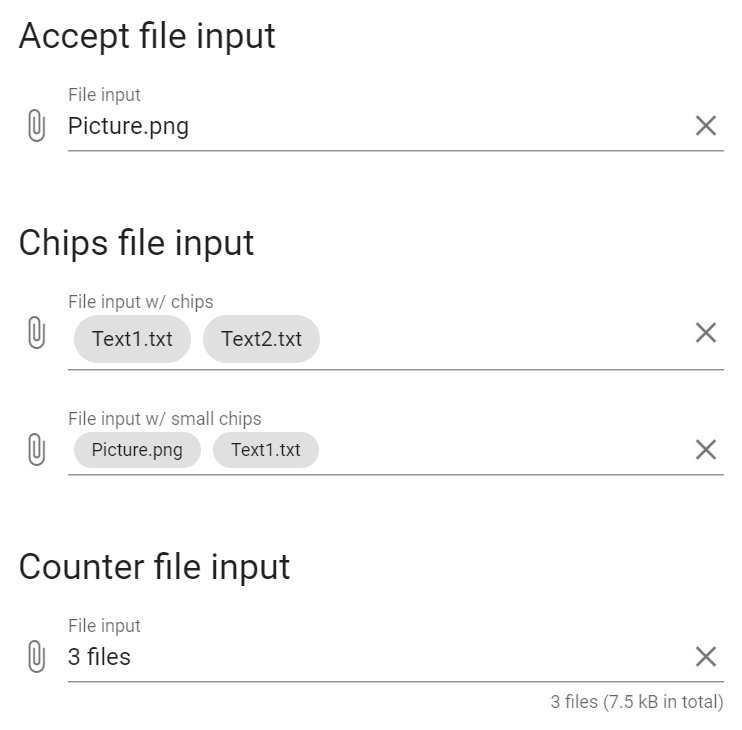 Accept file input
File input
Picture.png
Chips file input
File input w/ chips
Text1.txt Text2.txt
File input w/ small chips
Picture.png Text1.txt
Counter file input
File input
3 files
3 files (7.5 kB in total)